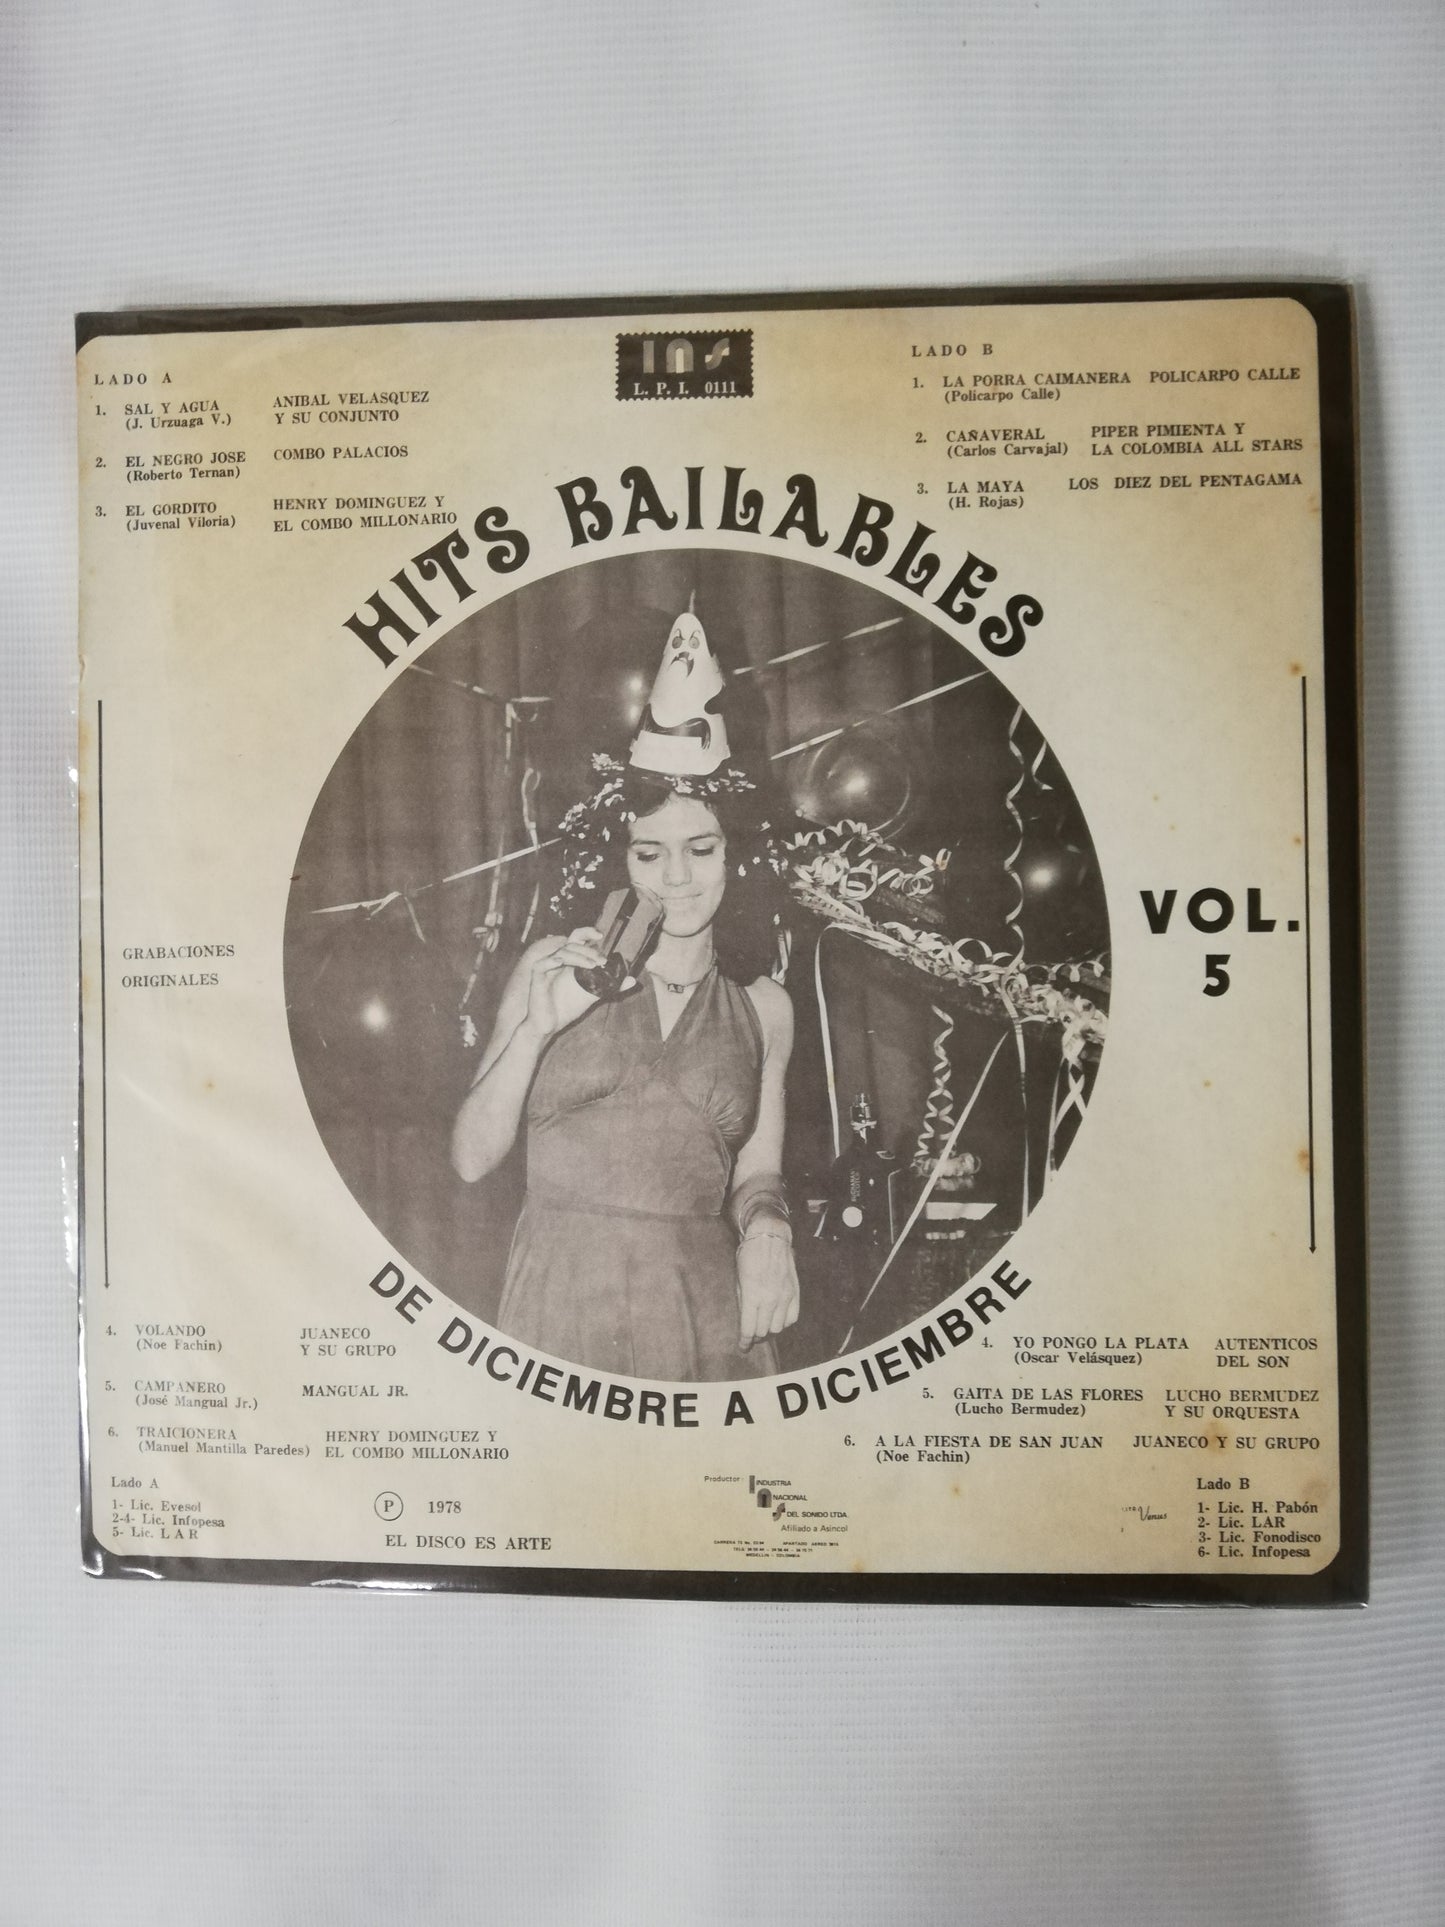 INS
L. P. I. 0111
LADO A
1. SAL Y AGUA ANIBAL VELASQUEZ
(J. Urzuaga V.) Y SU CONJUNTO
2. EL NEGRO JOSE COMBO PALACIOS
(Roberto Ternan)
3. EL GORDITO HENRY DOMINGUEZ Y
(Juvenal Viloria) EL COMBO MILLONARIO
LADO B
1. LA PORRA CAIMANERA POLICARPO CALLE
(Policarpo Calle)
2. CAÑAVERAL PIPER PIMIENTA Y
(Carlos Carvajal) LA COLOMBIA ALL STARS
3. LA MAYA LOS DIEZ DEL PENTAGAMA
(H. Rojas)
HITS BAILABLES
GRABACIONES
ORIGINALES
VOL.
5
BUCHANAN
DE DICIEMBRE A DICIEMBRE
4. VOLANDO JUANECO
(Noe Fachin) Y SU GRUPO
5. CAMPANERO MANGUAL JR.
(José Mangual Jr.)
6. TRAICIONERA HENRY DOMINGUEZ Y
(Manuel Mantilla Paredes) EL COMBO MILLONARIO
4. YO PONGO LA PLATA AUTENTICOS
(Oscar Velásquez) DEL SON
5. GAITA DE LAS FLORES LUCHO BERMUDEZ
(Lucho Bermudez) Y SU ORQUESTA
6. A LA FIESTA DE SAN JUAN JUANECO Y SU GRUPO
(Noe Fachin)
Lado A
1- Lic. Evesol
2-4- Lic. Infopesa
5- Lic. L A R
P 1978
EL DISCO ES ARTE
Productor: INDUSTRIA
NACIONAL
DEL SONIDO LTDA.
Afiliado a Asincol
MEDELLIN - COLOMBIA
Venus
Lado B
1- Lic. H. Pabón
2- Lic. LAR
3- Lic. Fonodisco
6- Lic. Infopesa